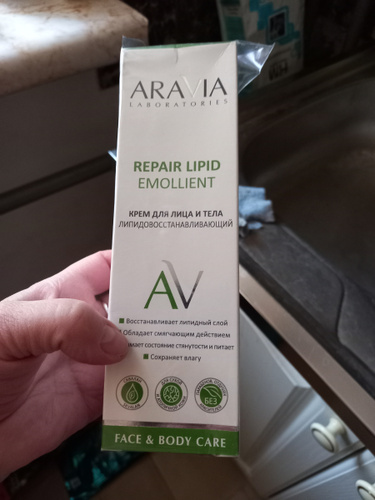 ARAVIA
LABORATORIES
REPAIR LIPID
EMOLLIENT
КРЕМ ДЛЯ ЛИЦА И ТЕЛА
ЛИПИДОВОССТАНАВЛИВАЮЩИЙ
AV
Восстанавливает липидный слой
Обладает смягчающим действием
состояние стянутости и питает
Сохраняет влагу
БЕЗ
FACE & BODY CARE